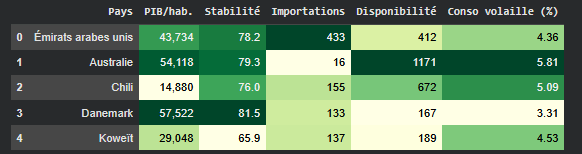 Pays PIB/hab. Stabilité Importations Disponibilité Conso volaille (%)
0 Émirats arabes unis 43,734 78.2 433 412 4.36
1 Australie 54,118 79.3 16 1171 5.81
2 Chili 14,880 76.0 155 672 5.09
3 Danemark 57,522 81.5 133 167 3.31
4 Koweït 29,048 65.9 137 189 4.53